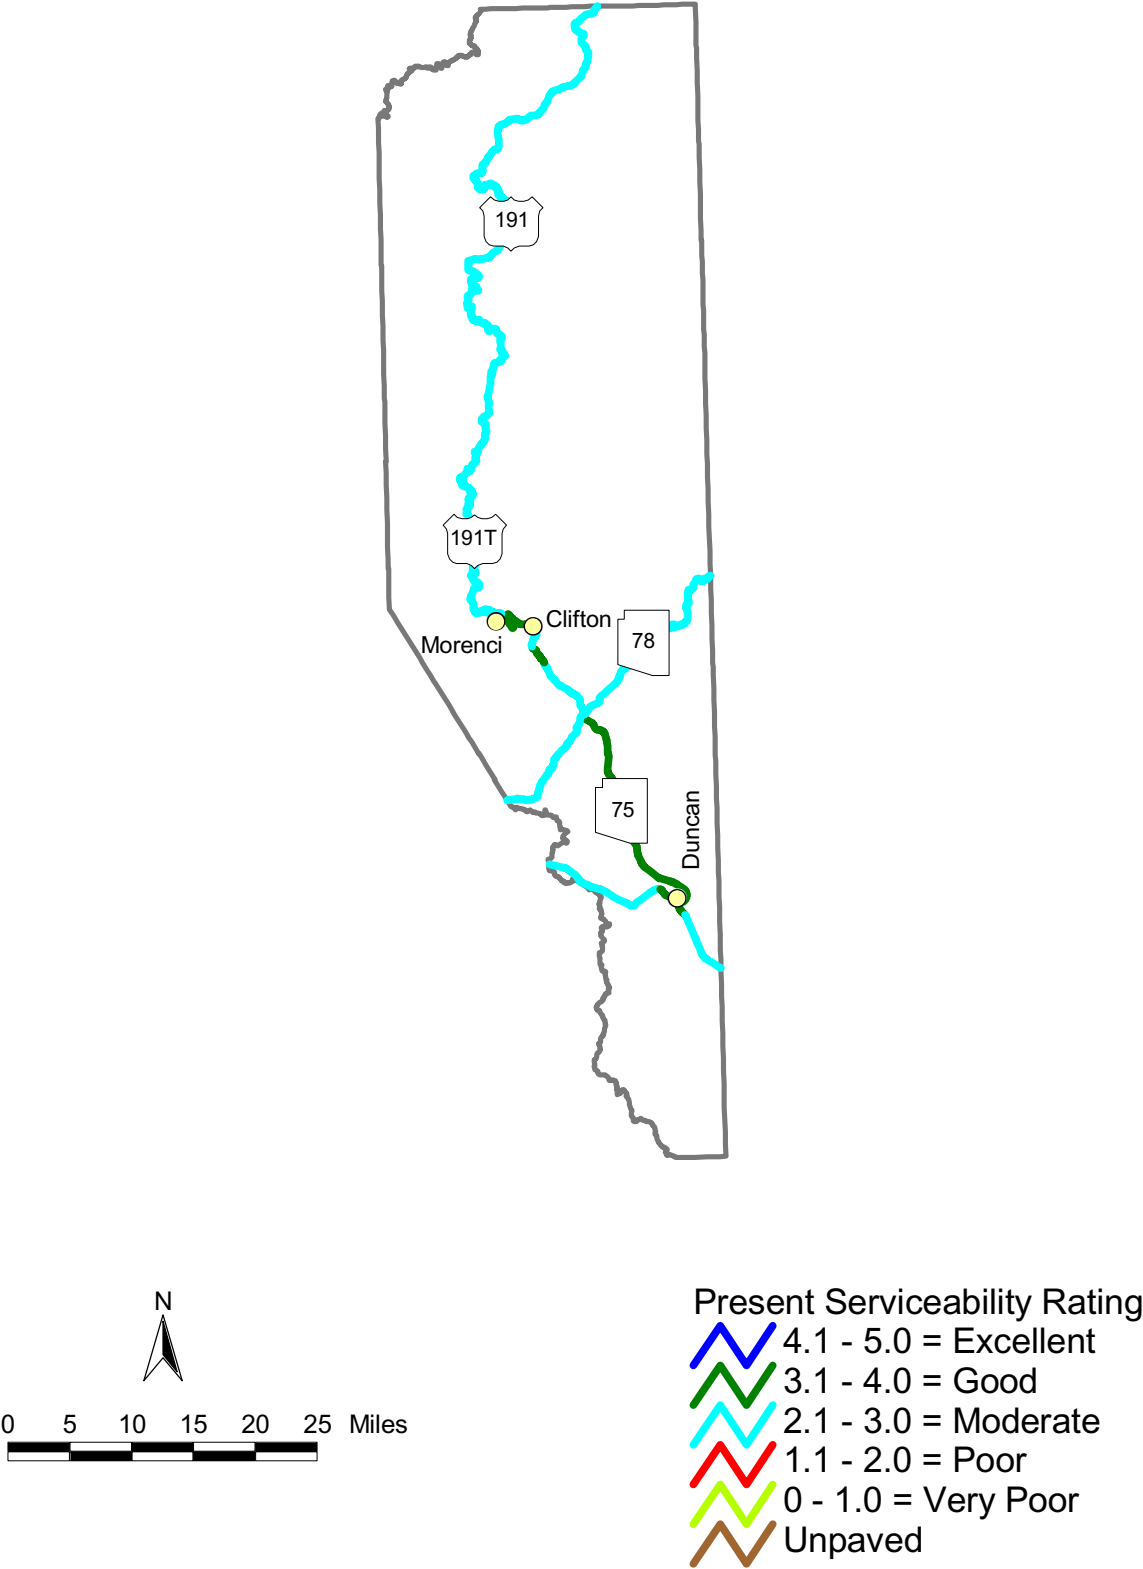 191
191T
Clifton
Morenci
78
75
Duncan
N
0 5 10 15 20 25 Miles
Present Serviceability Rating
4.1 - 5.0 = Excellent
3.1 - 4.0 = Good
2.1 - 3.0 = Moderate
1.1 - 2.0 = Poor
0 - 1.0 = Very Poor
Unpaved